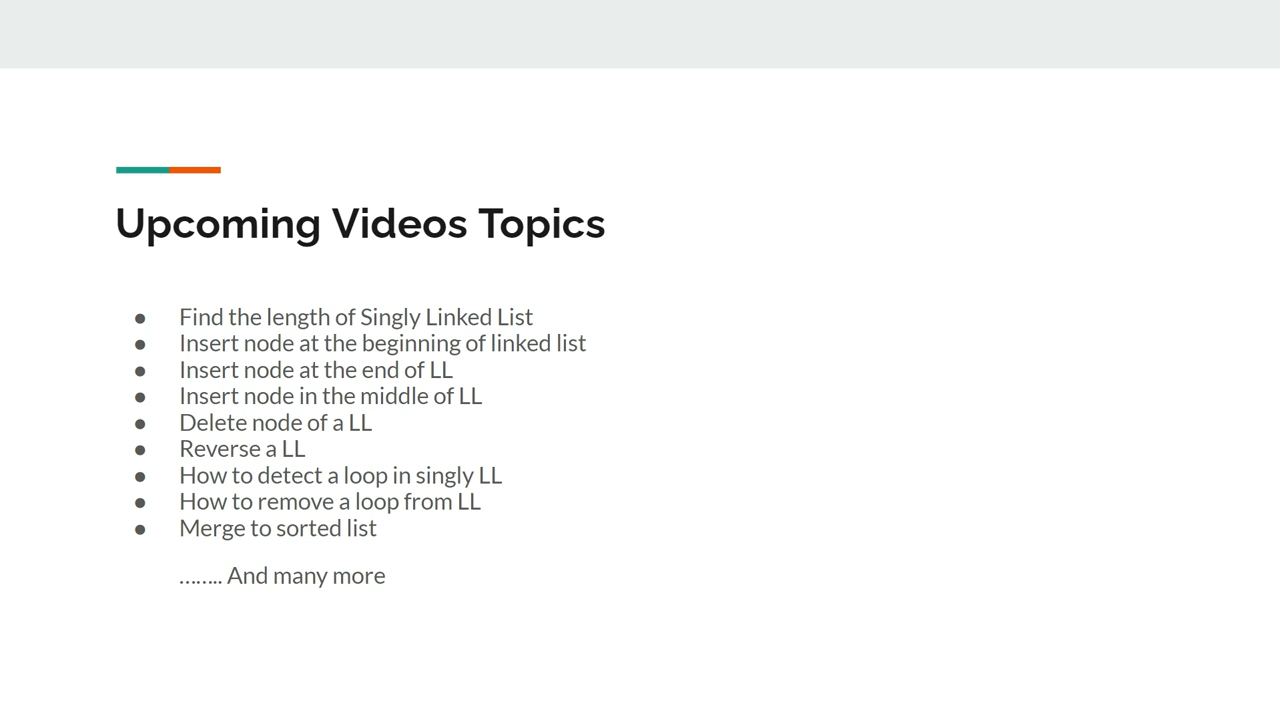 Upcoming Videos Topics
● Find the length of Singly Linked List
● Insert node at the beginning of linked list
● Insert node at the end of LL
● Insert node in the middle of LL
● Delete node of a LL
● Reverse a LL
● How to detect a loop in singly LL
● How to remove a loop from LL
● Merge to sorted list
…….. And many more